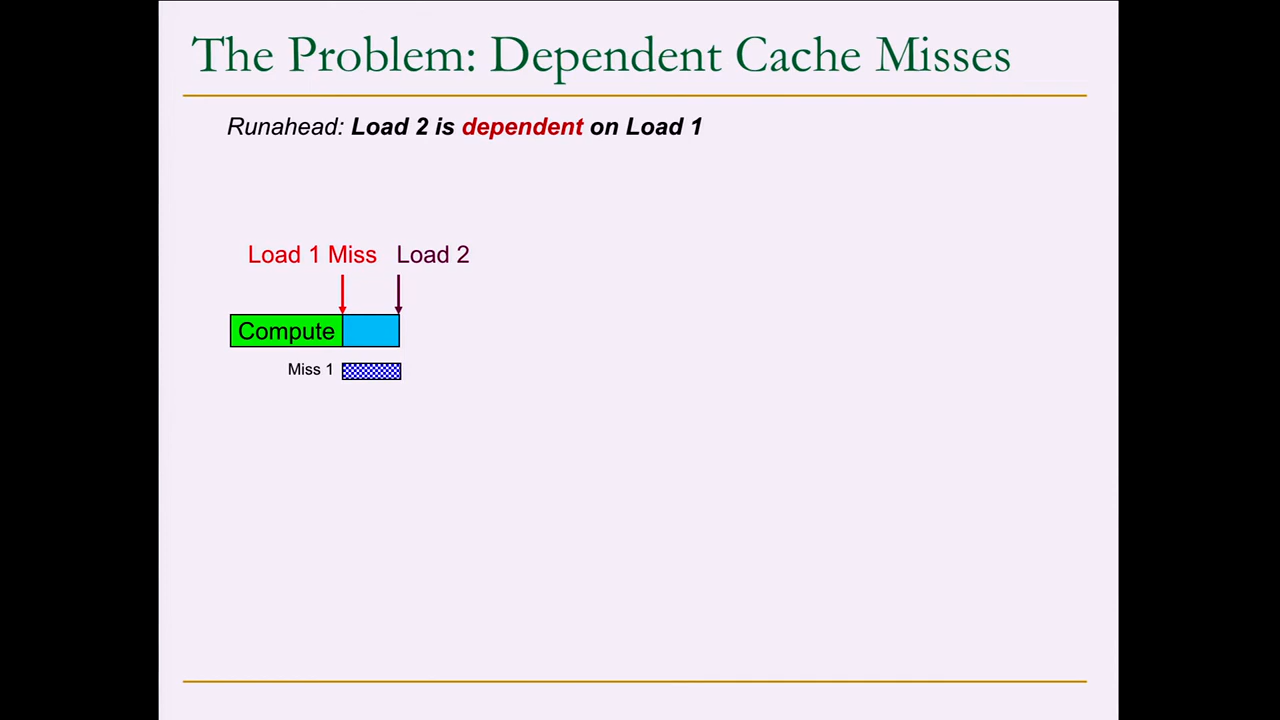 The Problem: Dependent Cache Misses
Runahead: Load 2 is dependent on Load 1
Load 1 Miss Load 2
Compute
Miss 1